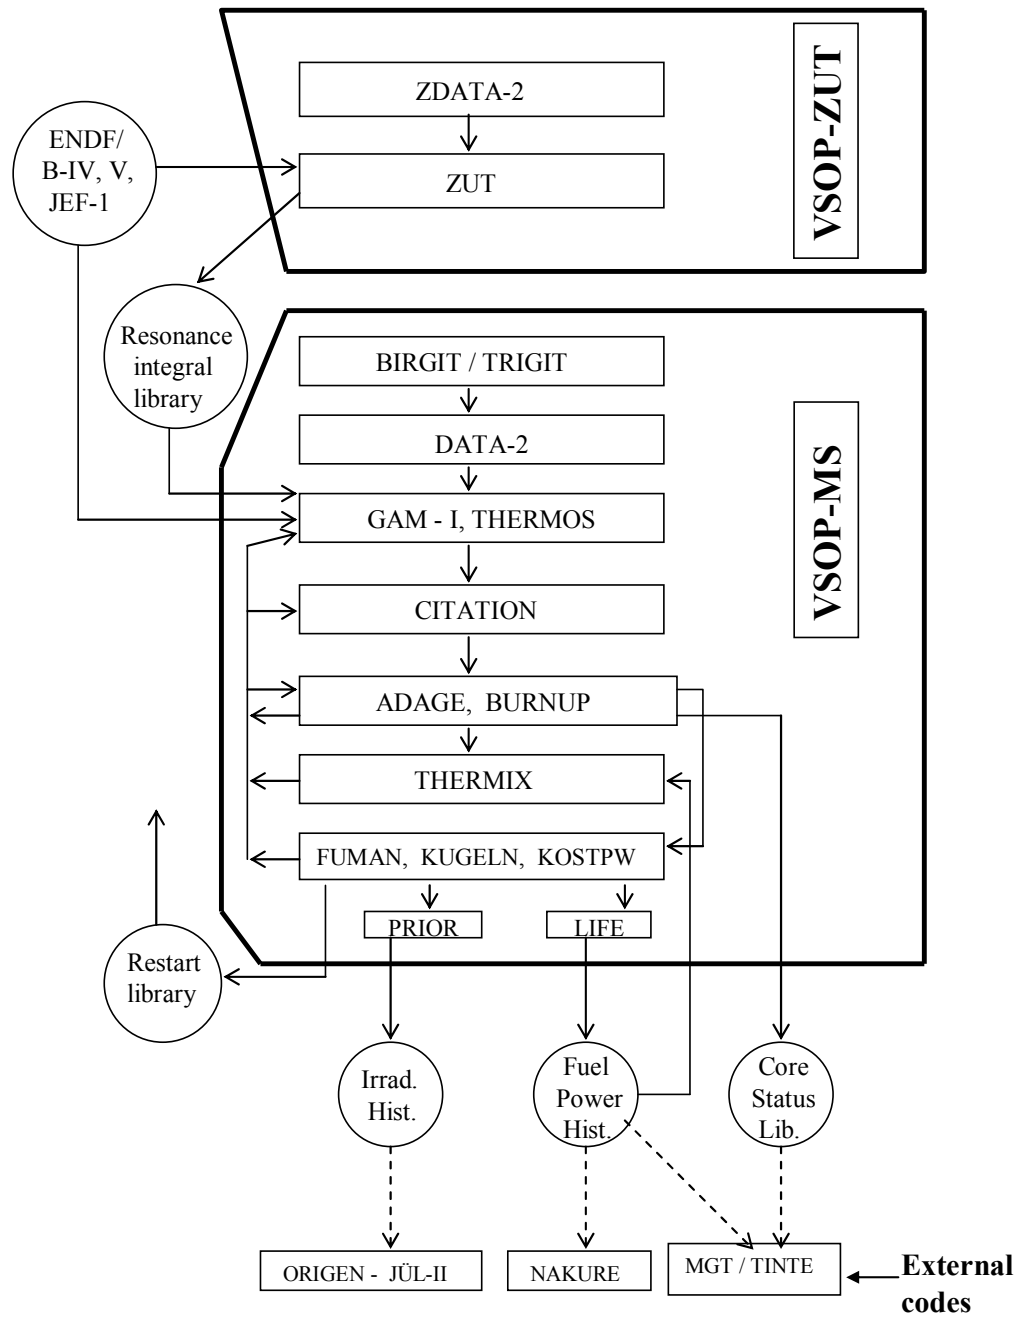 ZDATA-2
VSOP-ZUT
ENDF/
B-IV, V,
JEF-1
ZUT
Resonance
integral
library
BIRGIT / TRIGIT
DATA-2
VSOP-MS
GAM - I, THERMOS
CITATION
ADAGE, BURNUP
THERMIX
FUMAN, KUGELN, KOSTPW
PRIOR
LIFE
Restart
library
Irrad.
Hist.
Fuel
Power
Hist.
Core
Status
Lib.
ORIGEN - JÜL-II
NAKURE
MGT / TINTE
External
codes